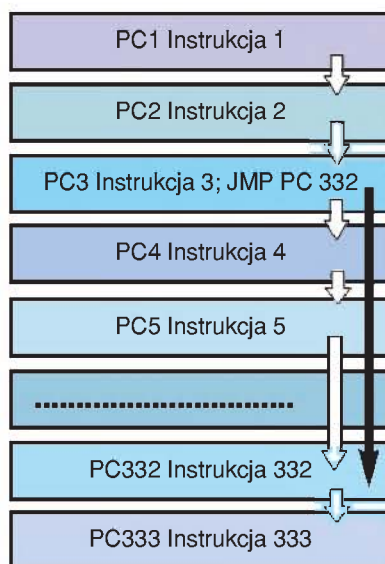 PC1 Instrukcja 1
PC2 Instrukcja 2
PC3 Instrukcja 3; JMP PC 332
PC4 Instrukcja 4
PC5 Instrukcja 5
.................................
PC332 Instrukcja 332
PC333 Instrukcja 333